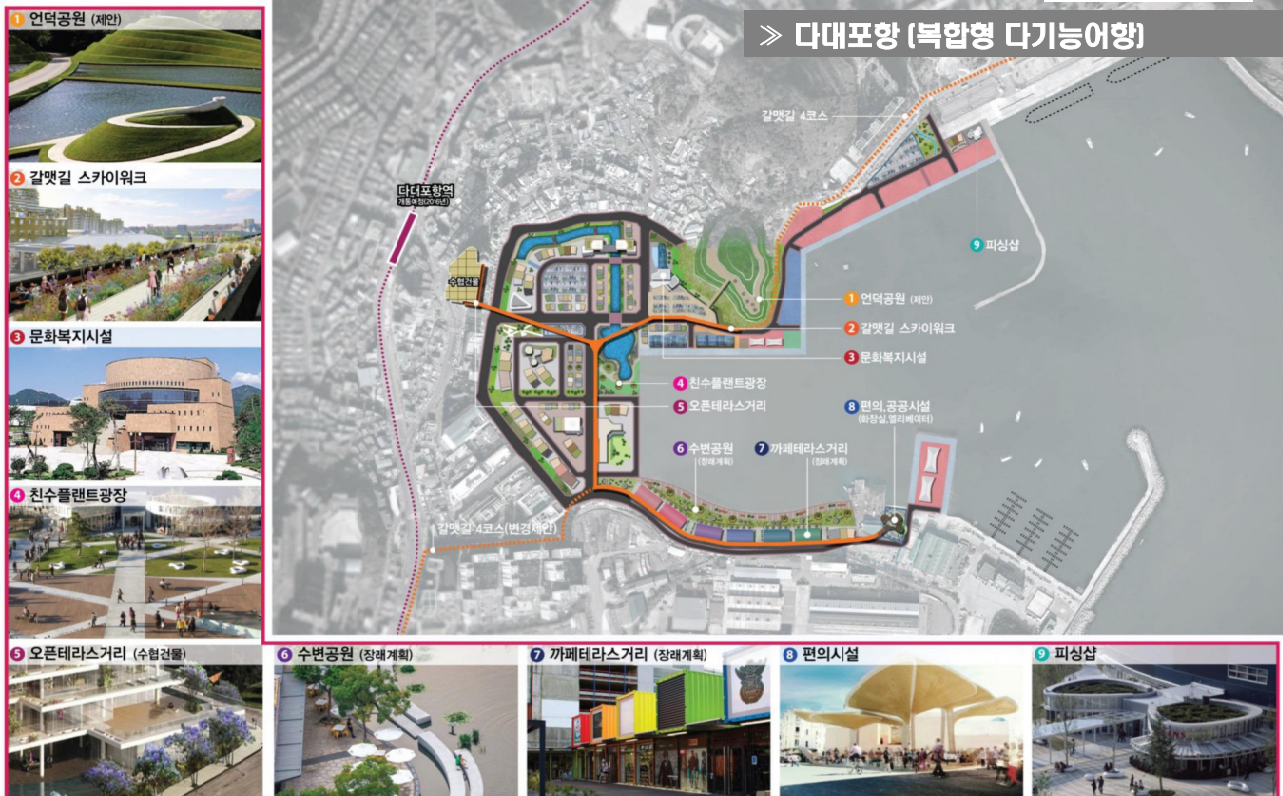 ≫ 다대포항 (복합형 다기능어항)
1 언덕공원 (제안)
2 갈맷길 스카이워크
3 문화복지시설
4 친수플랜트광장
5 오픈테라스거리 (수협건물)
6 수변공원 (장래계획)
7 까페테라스거리 (장래계획)
8 편의시설
9 피싱샵
갈맷길 4코스
다대포항역
개통예정(2016년)
수협건물
9 피싱샵
1 언덕공원 (제안)
2 갈맷길 스카이워크
3 문화복지시설
4 친수플랜트광장
5 오픈테라스거리
8 편의,공공시설
(화장실,엘리베이터)
6 수변공원
(장래계획)
7 까페테라스거리
(장래계획)
갈맷길 4코스(변경제안)